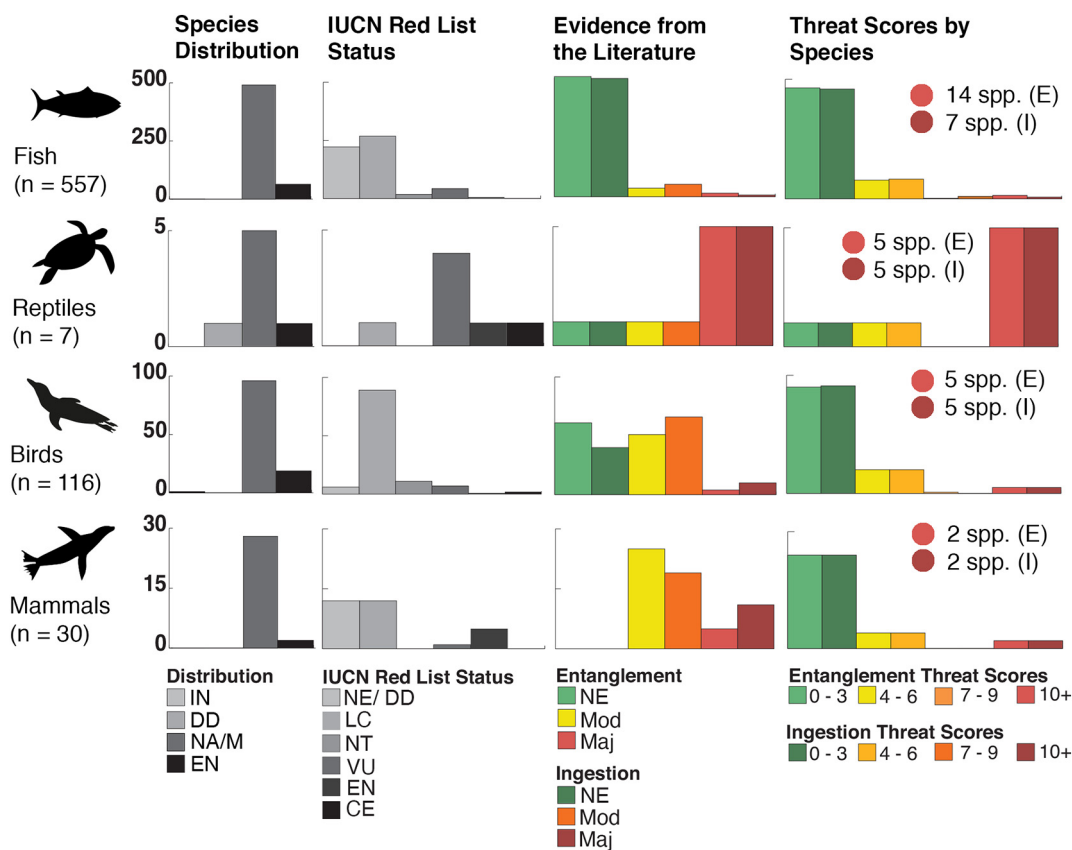 Species
Distribution
IUCN Red List
Status
Evidence from
the Literature
Threat Scores by
Species
Fish
(n = 557)
500
250
0
14 spp. (E)
7 spp. (I)
Reptiles
(n = 7)
5
0
5 spp. (E)
5 spp. (I)
Birds
(n = 116)
100
50
0
5 spp. (E)
5 spp. (I)
Mammals
(n = 30)
30
15
0
2 spp. (E)
2 spp. (I)
Distribution
IN
DD
NA/M
EN
IUCN Red List Status
NE/ DD
LC
NT
VU
EN
CE
Entanglement
NE
Mod
Maj
Ingestion
NE
Mod
Maj
Entanglement Threat Scores
0 - 3 4 - 6 7 - 9 10+
Ingestion Threat Scores
0 - 3 4 - 6 7 - 9 10+